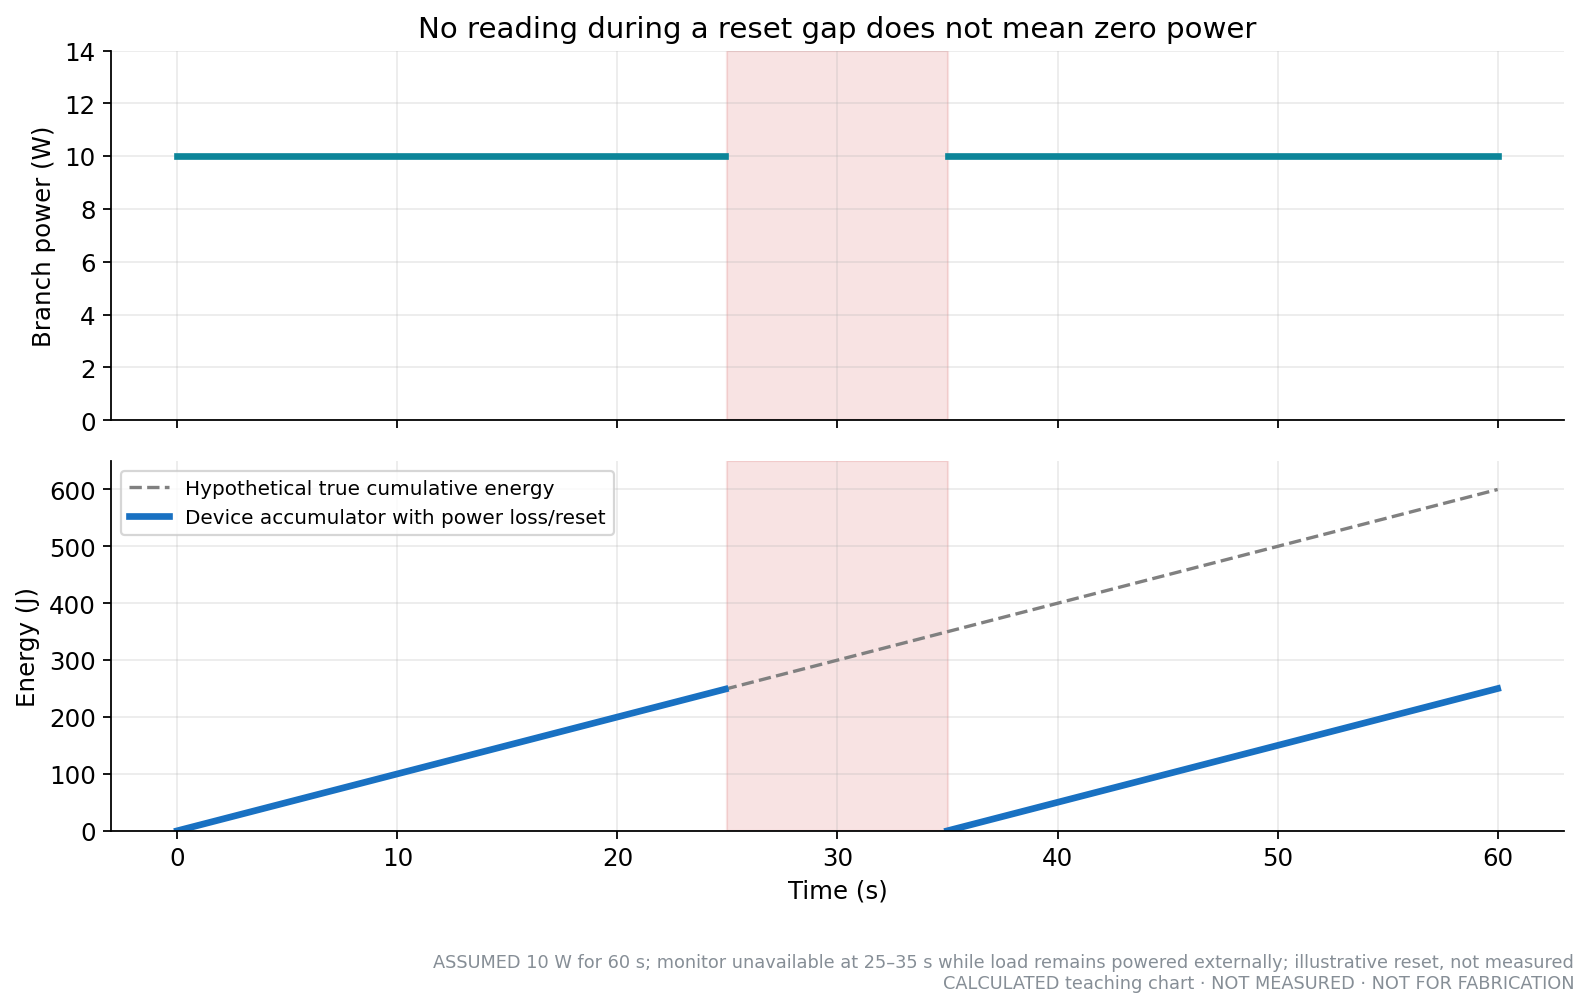 No reading during a reset gap does not mean zero power
14
12
10
8
6
4
2
0
Branch power (W)
Hypothetical true cumulative energy
Device accumulator with power loss/reset
600
500
400
300
200
100
0
Energy (J)
0 10 20 30 40 50 60
Time (s)
ASSUMED 10 W for 60 s; monitor unavailable at 25–35 s while load remains powered externally; illustrative reset, not measured
CALCULATED teaching chart · NOT MEASURED · NOT FOR FABRICATION